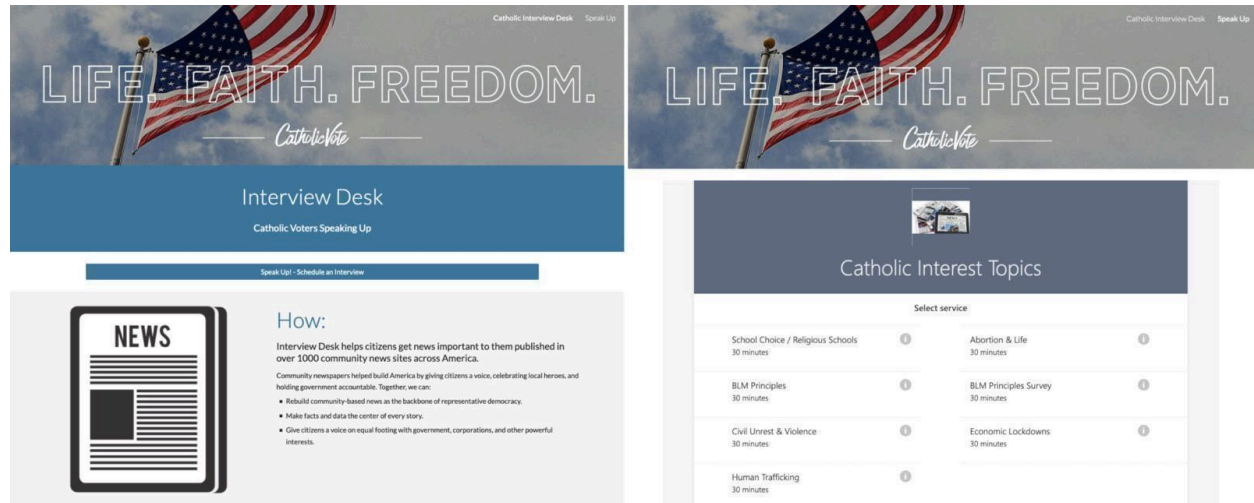 Catholic Interview Desk Speak Up
LIFE. FAITH. FREEDOM.
CatholicVote
Interview Desk
Catholic Voters Speaking Up
Speak Up! - Schedule an Interview
NEWS
How:
Interview Desk helps citizens get news important to them published in
over 1000 community news sites across America.
Community newspapers helped build America by giving citizens a voice, celebrating local heroes, and
holding government accountable. Together, we can:
▪ Rebuild community-based news as the backbone of representative democracy.
▪ Make facts and data the center of every story.
▪ Give citizens a voice on equal footing with government, corporations, and other powerful
interests.
Catholic Interview Desk Speak Up
LIFE. FAITH. FREEDOM.
CatholicVote
Catholic Interest Topics
Select service
School Choice / Religious Schools
30 minutes
Abortion & Life
30 minutes
BLM Principles
30 minutes
BLM Principles Survey
30 minutes
Civil Unrest & Violence
30 minutes
Economic Lockdowns
30 minutes
Human Trafficking
30 minutes